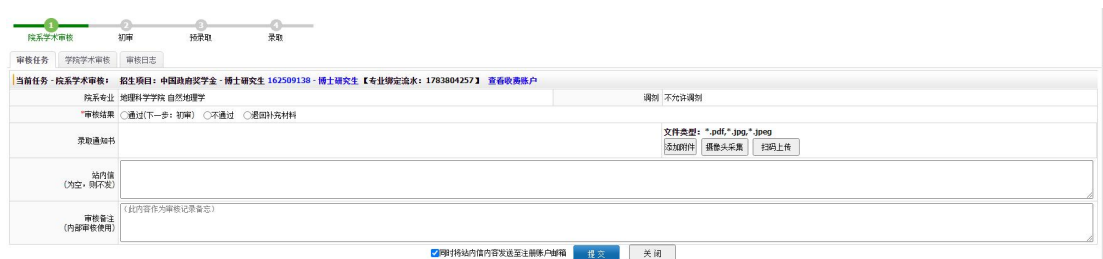 1 2 3 4
院系学术审核 初审 预录取 录取
审核任务 学院学术审核 审核日志
当前任务 - 院系学术审核： 招生项目：中国政府奖学金 - 博士研究生 162509138 - 博士研究生【专业绑定流水：1783804257】 查看收费账户
院系专业 地理科学学院 自然地理学 调剂 不允许调剂
*审核结果 通过(下一步：初审) 不通过 退回补充材料
录取通知书 文件类型：*.pdf,*.jpg,*.jpeg
添加附件 摄像头采集 扫码上传
站内信
(为空，则不发)
(此内容作为审核记录备忘)
审核备注
(内部审核使用)
同时将站内信内容发送至注册账户邮箱 提交 关闭